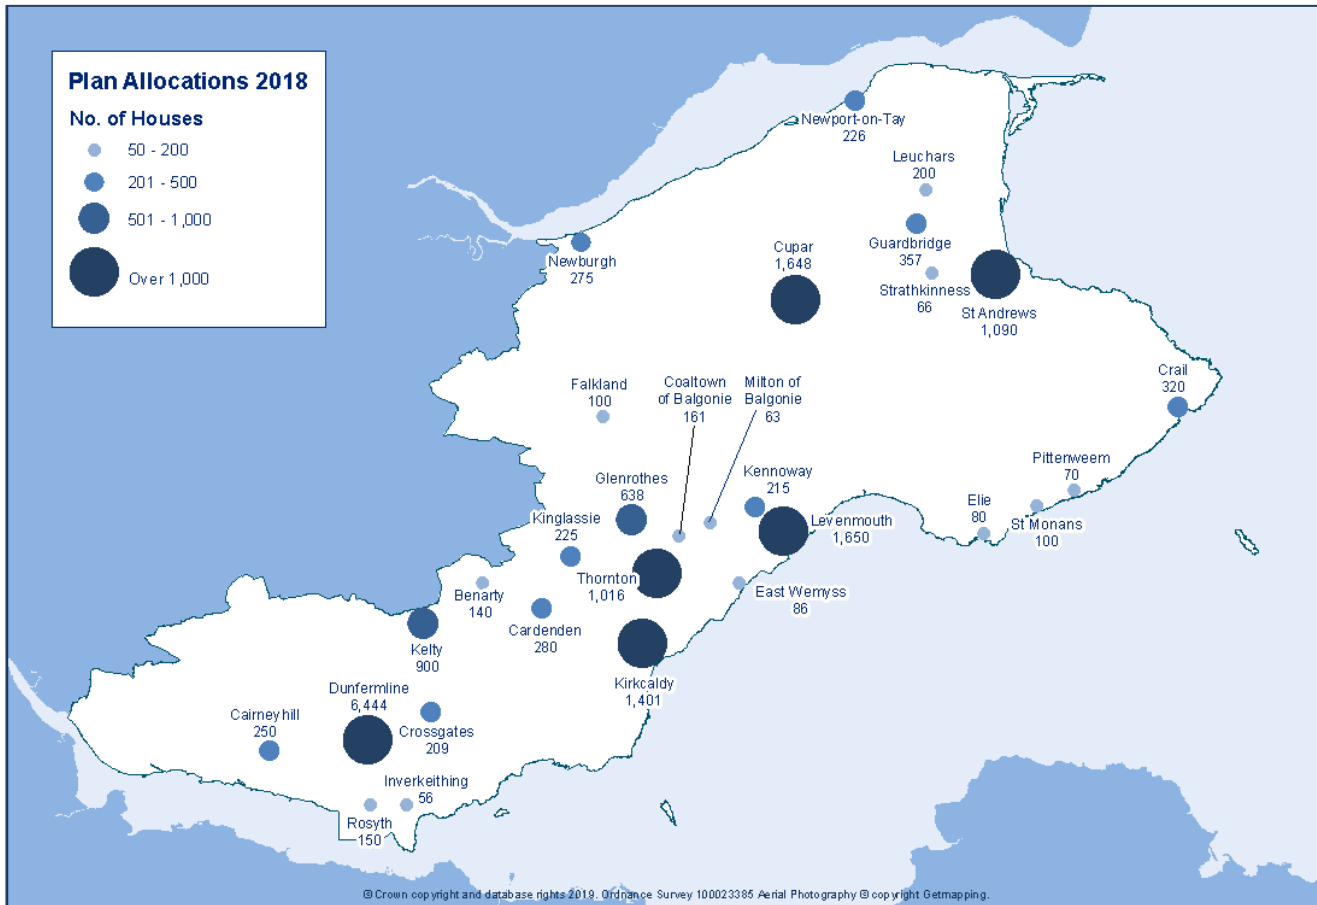 Plan Allocations 2018
No. of Houses
50 - 200
201 - 500
501 - 1,000
Over 1,000
Newport-on-Tay
226
Leuchars
200
Guardbridge
357
Newburgh
275
Cupar
1,648
Strathkinness
66
St Andrews
1,090
Crail
320
Falkland
100
Coaltown
of Balgonie
161
Milton of
Balgonie
63
Pittenweem
70
Glenrothes
638
Kennoway
215
Elie
80
St Monans
100
Kinglassie
225
Levenmouth
1,650
Thornton
1,016
East Wemyss
86
Benarty
140
Cardenden
280
Kelty
900
Kirkcaldy
1,401
Dunfermline
6,444
Cairneyhill
250
Crossgates
209
Inverkeithing
56
Rosyth
150
© Crown copyright and database rights 2019. Ordnance Survey 100023385 Aerial Photography © copyright Getmapping.